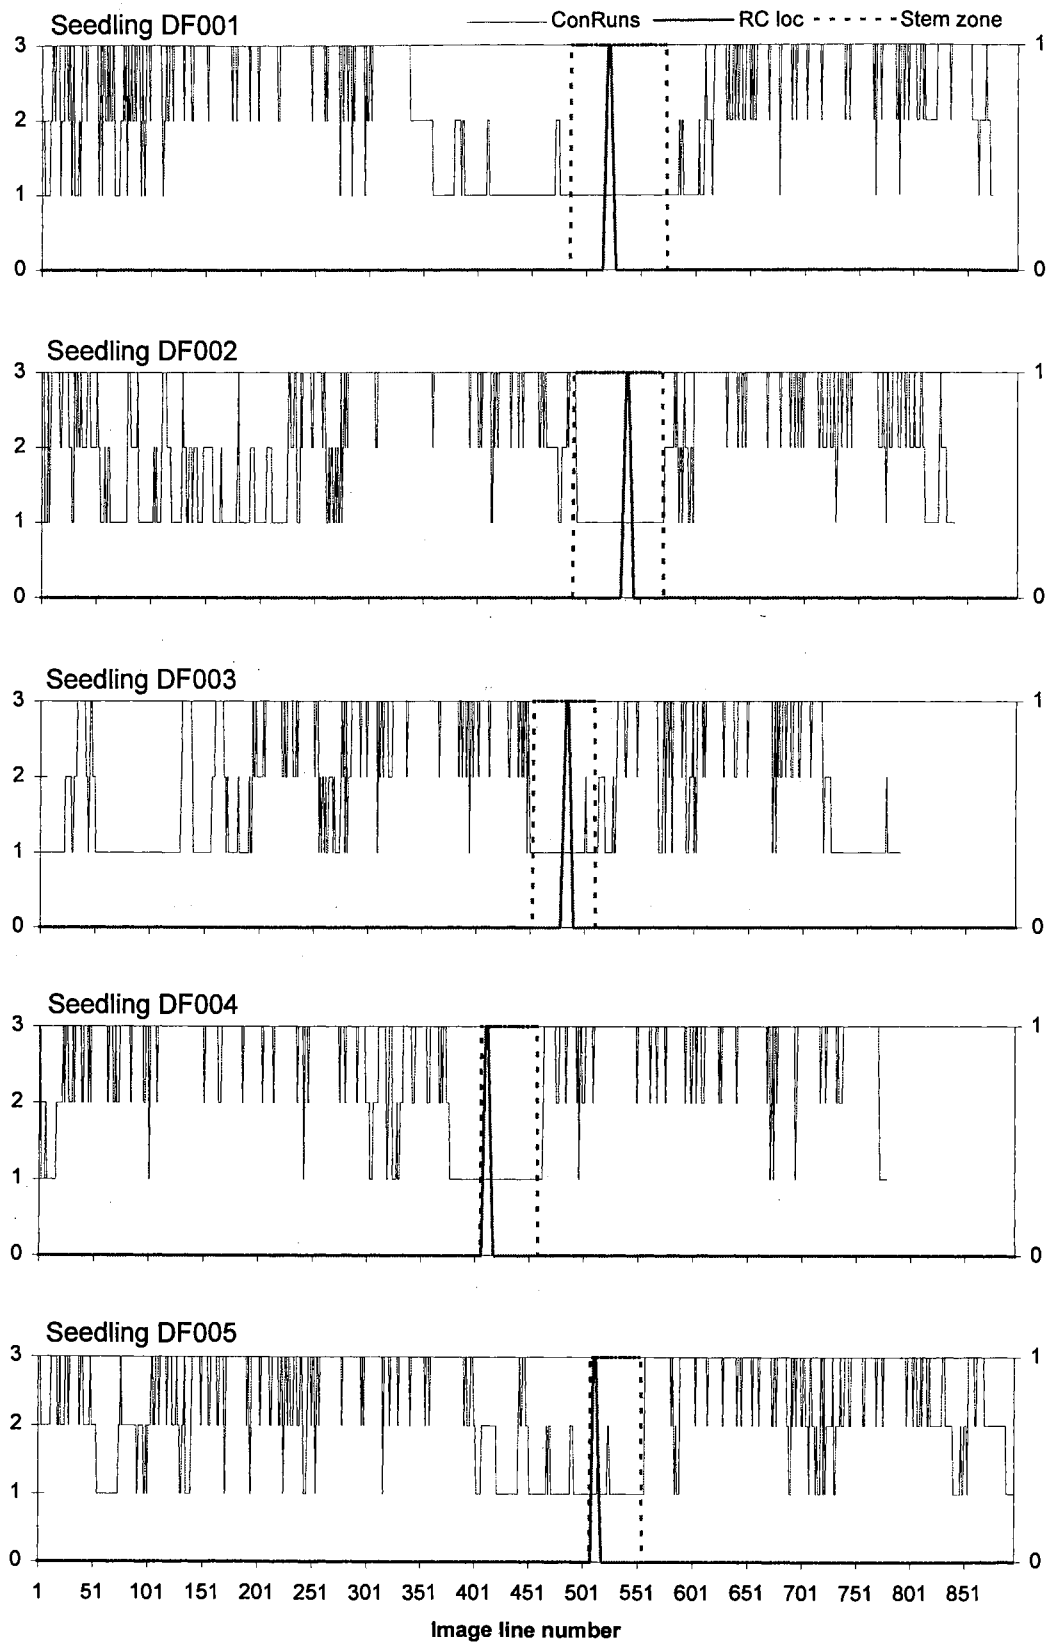 Seedling DF001
ConRuns RC loc Stem zone
3 1
2
1
0 0
Seedling DF002
3 1
2
1
0 0
Seedling DF003
3 1
2
1
0 0
Seedling DF004
3 1
2
1
0 0
Seedling DF005
3 1
2
1
0 0
1 51 101 151 201 251 301 351 401 451 501 551 601 651 701 751 801 851
Image line number